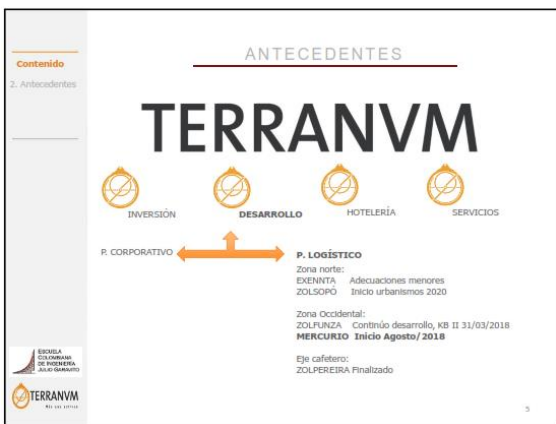 ANTECEDENTES
Contenido
2. Antecedentes
TERRANVM
INVERSIÓN
DESARROLLO
HOTELERÍA
SERVICIOS
P. CORPORATIVO
P. LOGÍSTICO
Zona norte:
EXENNTA Adecuaciones menores
ZOLSOPÓ Inicio urbanismos 2020
Zona Occidental:
ZOLFUNZA Continúo desarrollo, KB II 31/03/2018
MERCURIO Inicio Agosto/2018
Eje cafetero:
ZOLPEREIRA Finalizado
ESCUELA
COLOMBIANA
DE INGENIERÍA
JULIO GARAVITO
TERRANVM
5